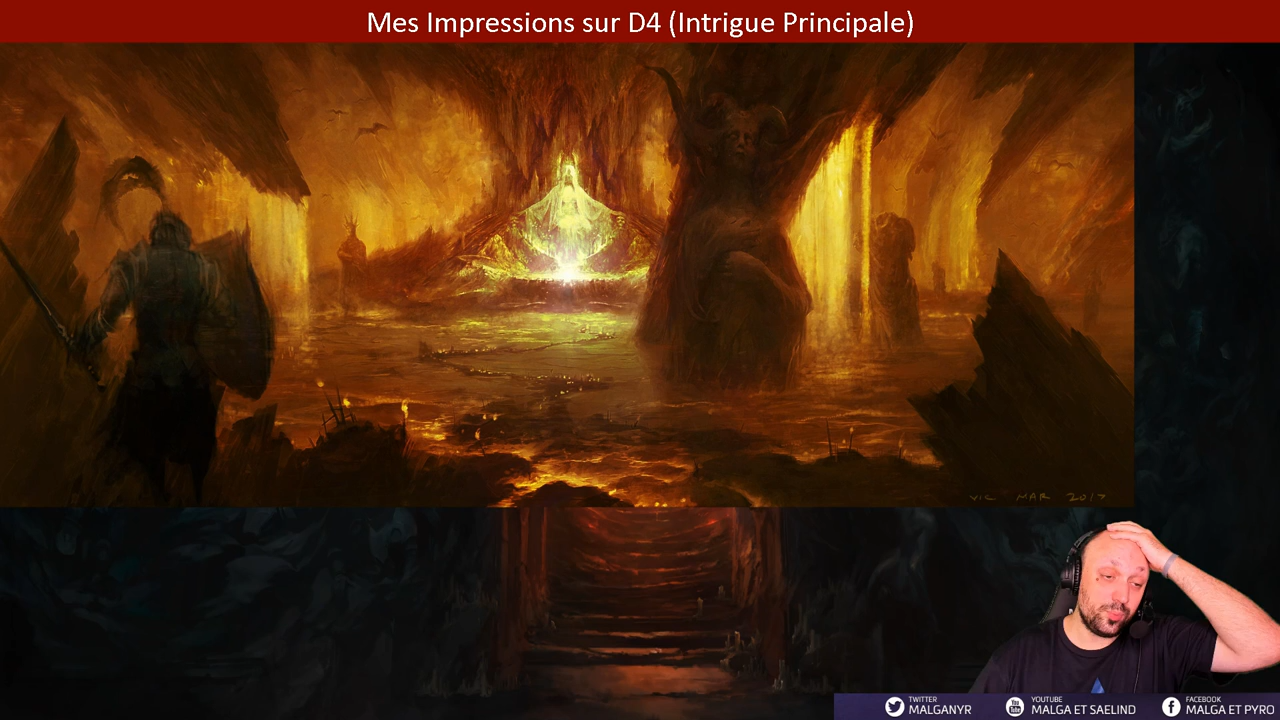 Mes Impressions sur D4 (Intrigue Principale)
VIC MAR 2017
TWITTER
MALGANYR
YOUTUBE
MALGA ET SAELIND
FACEBOOK
MALGA ET PYRO